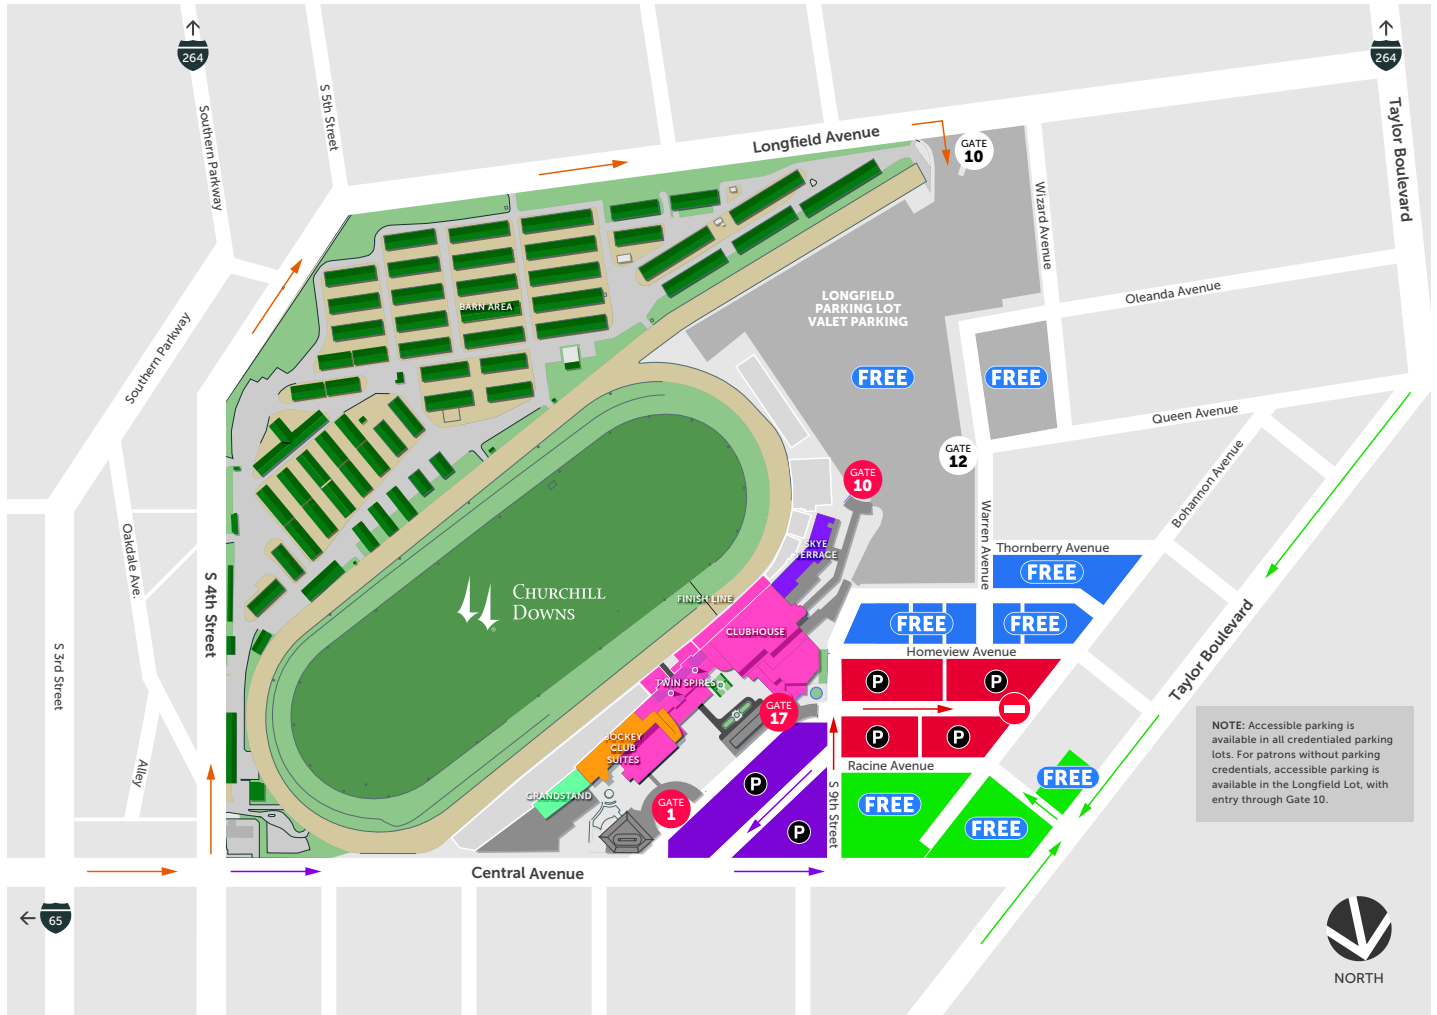 264
264
S 5th Street
Southern Parkway
Taylor Boulevard
Longfield Avenue
GATE
10
Wizard Avenue
Oleanda Avenue
LONGFIELD
PARKING LOT
VALET PARKING
BARN AREA
Southern Parkway
FREE
FREE
Queen Avenue
GATE
12
GATE
10
Bohannon Avenue
Warren Avenue
Oakdale Ave.
S 4th Street
SKYE
TERRACE
Thornberry Avenue
FREE
CHURCHILL
DOWNS
®
FINISH LINE
CLUBHOUSE
FREE
FREE
Homeview Avenue
S 3rd Street
Taylor Boulevard
TWIN SPIRES
P
P
GATE
17
JOCKEY
CLUB
SUITES
P
P
Racine Avenue
NOTE: Accessible parking is
available in all credentialed parking
lots. For patrons without parking
credentials, accessible parking is
available in the Longfield Lot, with
entry through Gate 10.
Alley
GRANDSTAND
P
FREE
GATE
1
S 9th Street
FREE
P
FREE
Central Avenue
65
NORTH